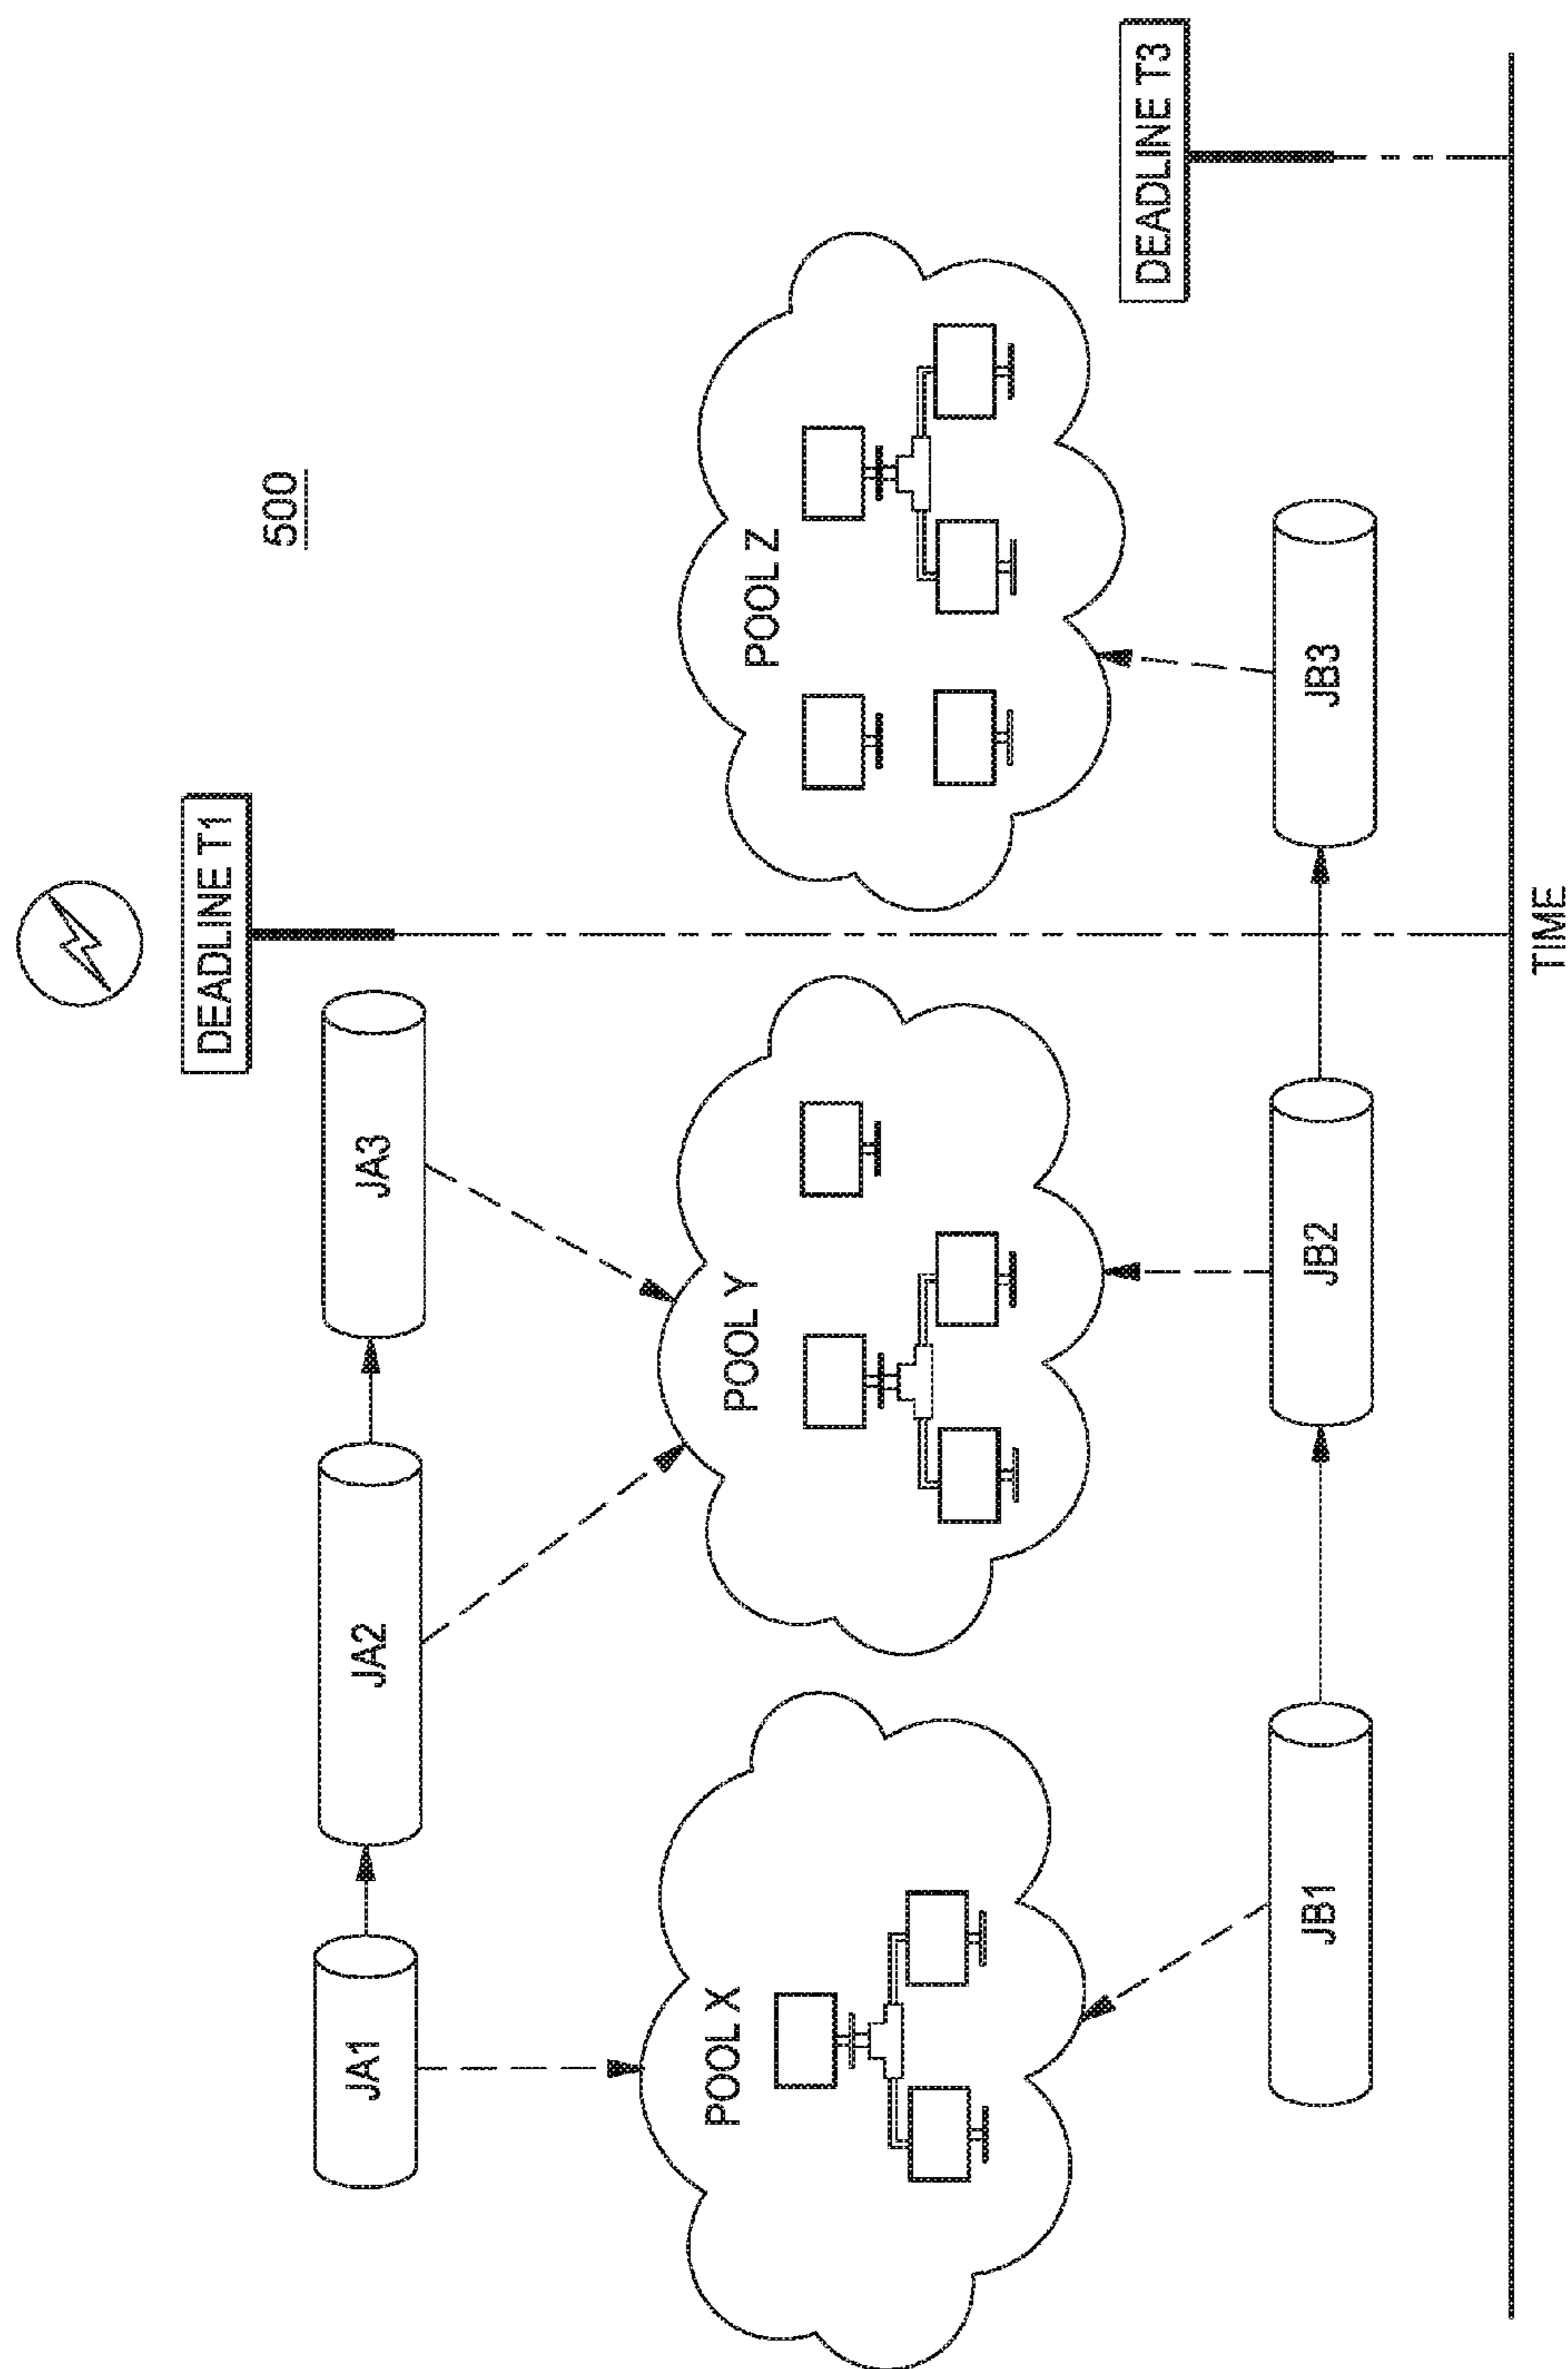 500
DEADLINE T1
DEADLINE T3
JA1
JA2
JA3
POOL X
POOL Y
POOL Z
JB1
JB2
JB3
TIME